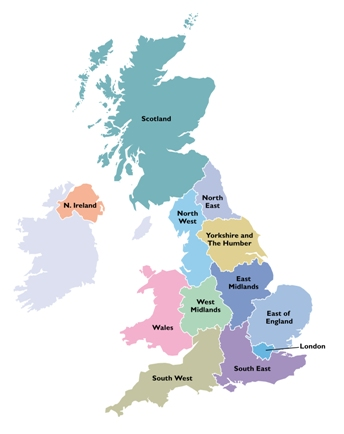 Scotland
N. Ireland
North
East
North
West
Yorkshire and
The Humber
East
Midlands
West
Midlands
East of
England
Wales
London
South East
South West